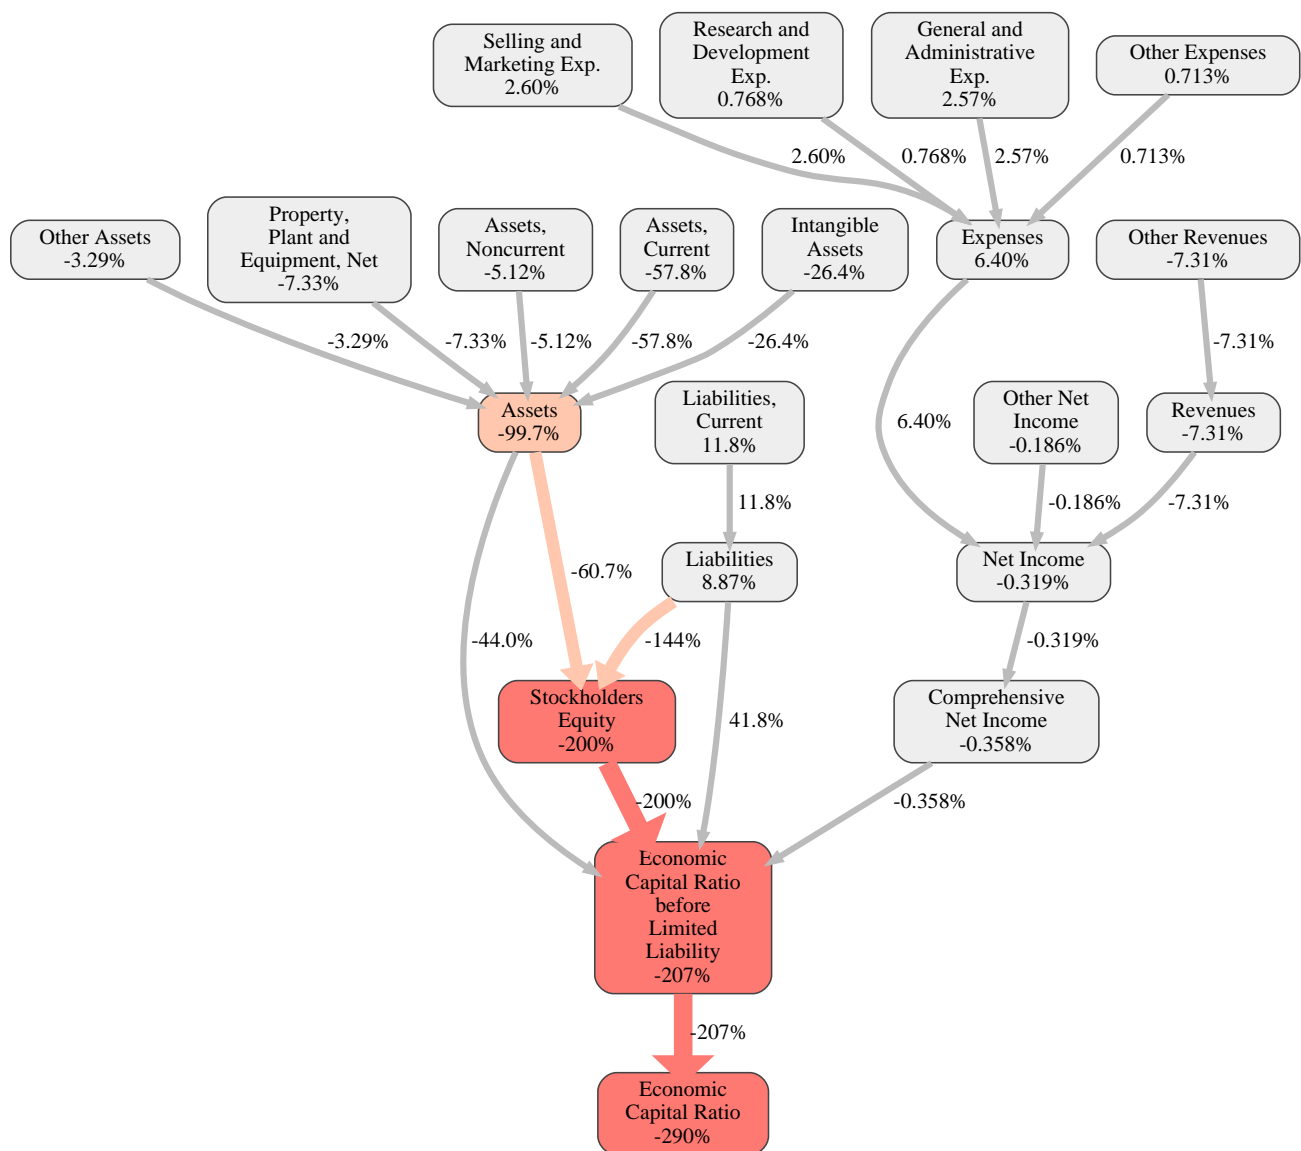 Selling and
Marketing Exp.
2.60%
Research and
Development
Exp.
0.768%
General and
Administrative
Exp.
2.57%
Other Expenses
0.713%
2.60%
0.768%
2.57%
0.713%
Other Assets
-3.29%
Property,
Plant and
Equipment, Net
-7.33%
Assets,
Noncurrent
-5.12%
Assets,
Current
-57.8%
Intangible
Assets
-26.4%
Expenses
6.40%
Other Revenues
-7.31%
-3.29%
-7.33%
-5.12%
-57.8%
-26.4%
-7.31%
Assets
-99.7%
Liabilities,
Current
11.8%
6.40%
Other Net
Income
-0.186%
Revenues
-7.31%
11.8%
-0.186%
-7.31%
-60.7%
Liabilities
8.87%
Net Income
-0.319%
-44.0%
-144%
-0.319%
Stockholders
Equity
-200%
41.8%
Comprehensive
Net Income
-0.358%
-200%
-0.358%
Economic
Capital Ratio
before
Limited
Liability
-207%
-207%
Economic
Capital Ratio
-290%